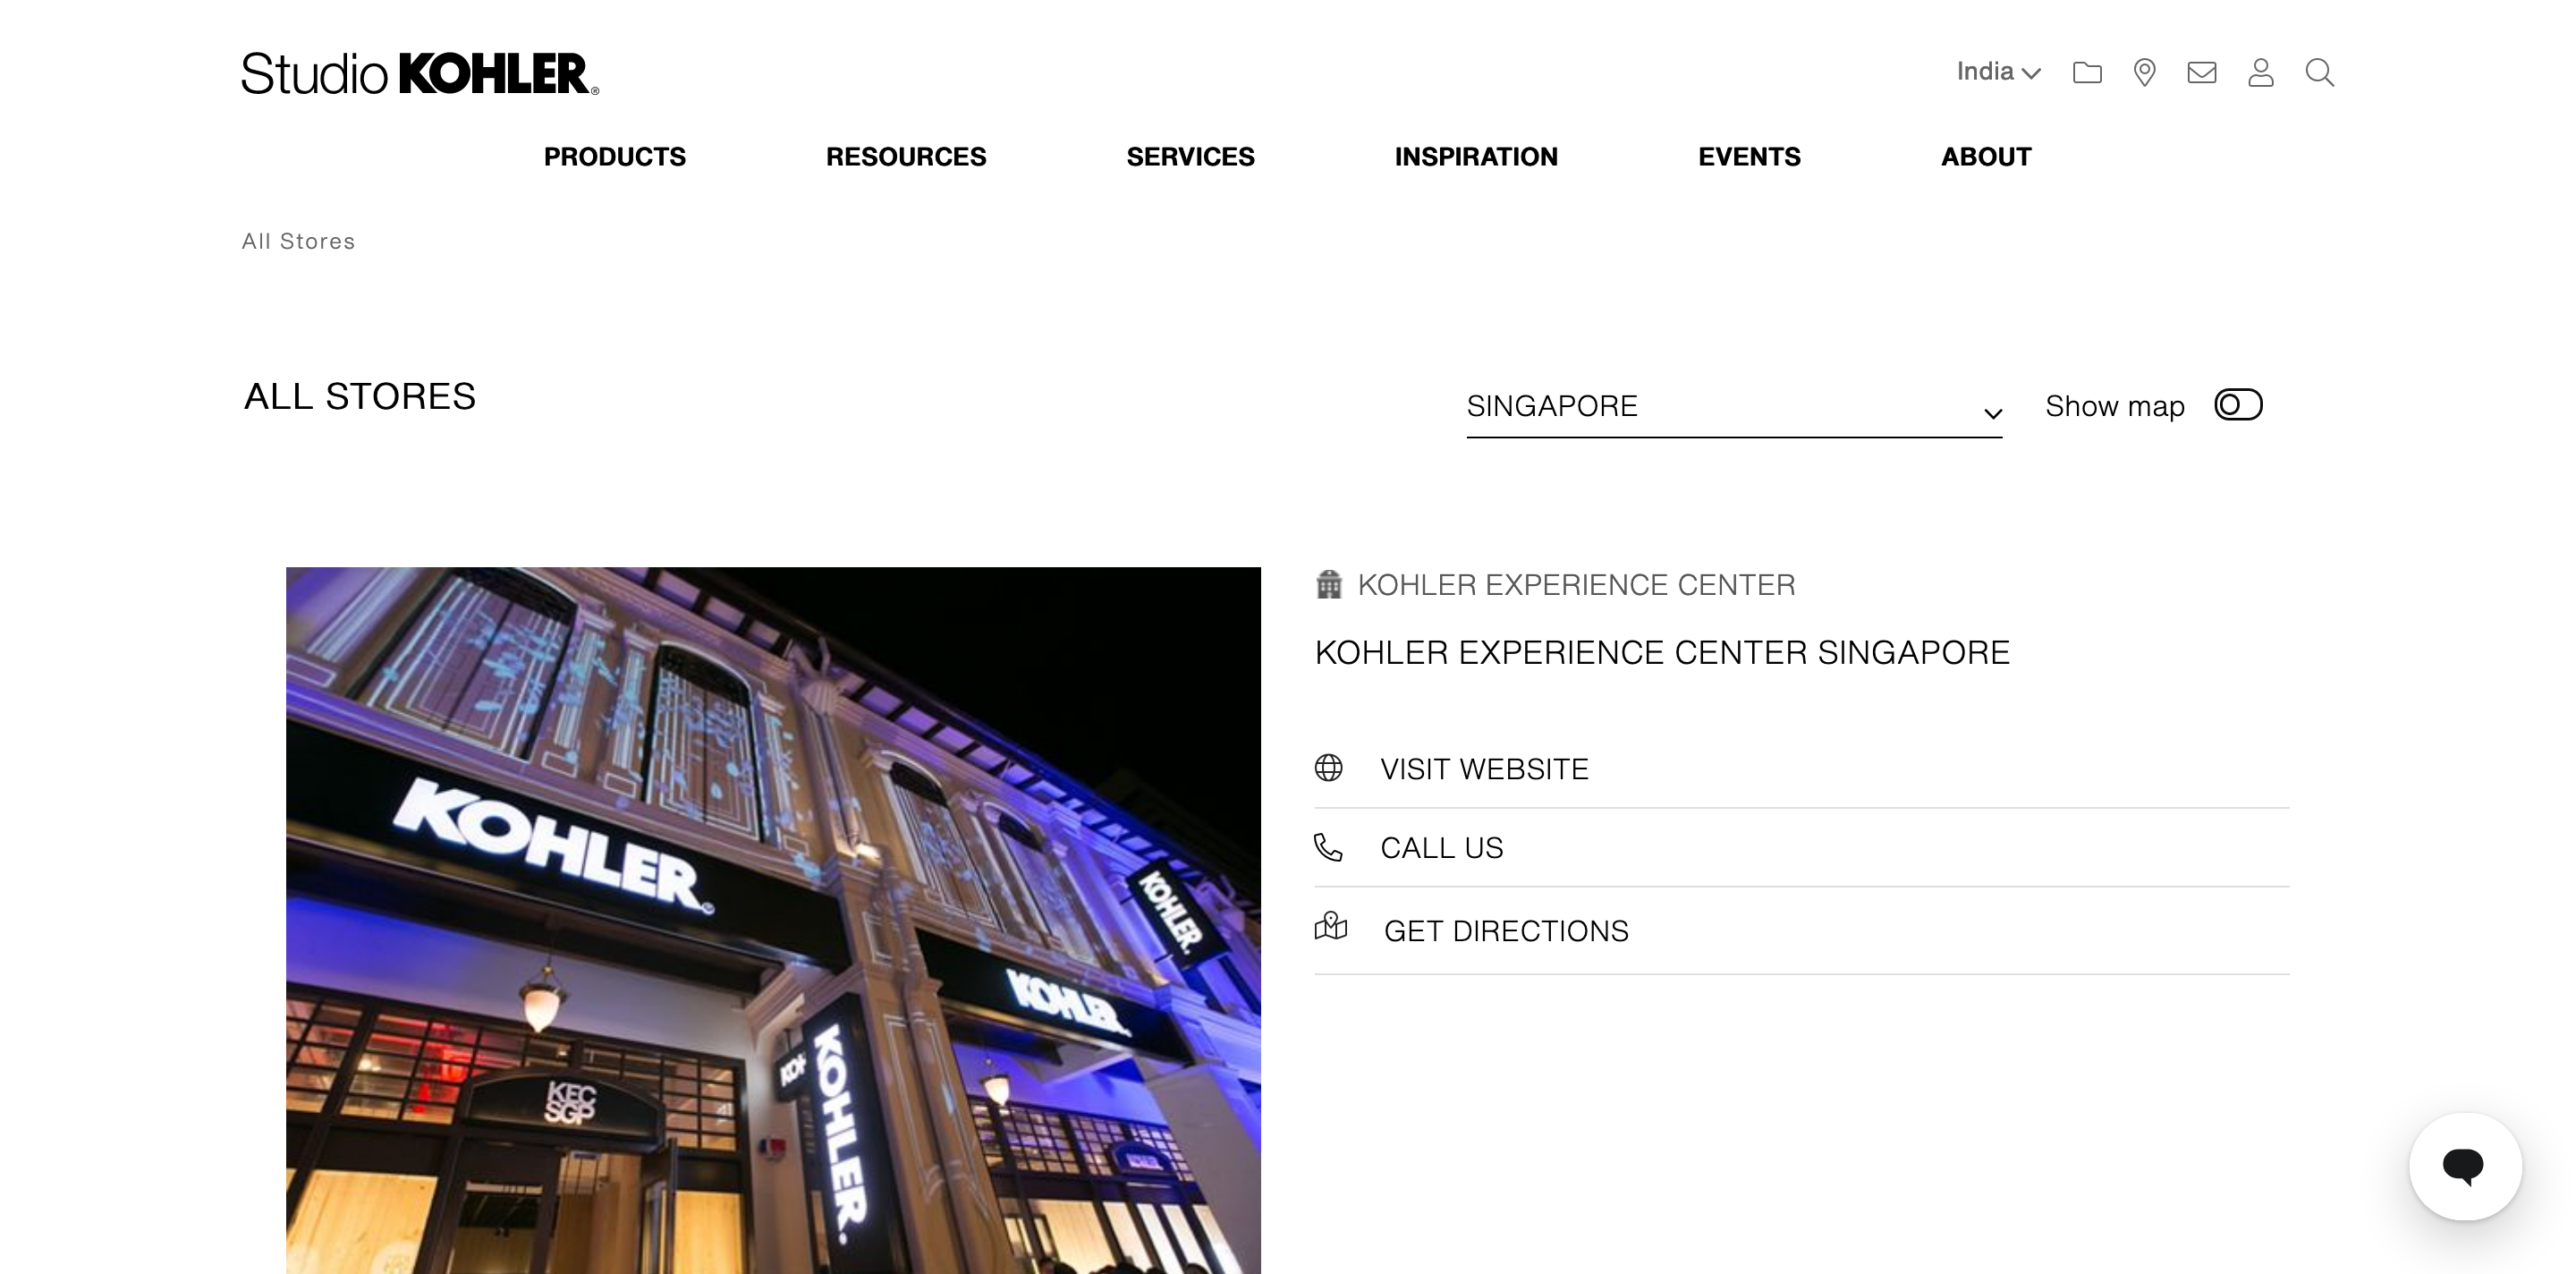 Studio KOHLER®
India
PRODUCTS
RESOURCES
SERVICES
INSPIRATION
EVENTS
ABOUT
All Stores
ALL STORES
SINGAPORE
Show map
KOHLER EXPERIENCE CENTER
KOHLER EXPERIENCE CENTER SINGAPORE
VISIT WEBSITE
CALL US
GET DIRECTIONS
KOHLER®
KOHLER.
KOHLER.
KOH
KOHLER®
KEC
SGP